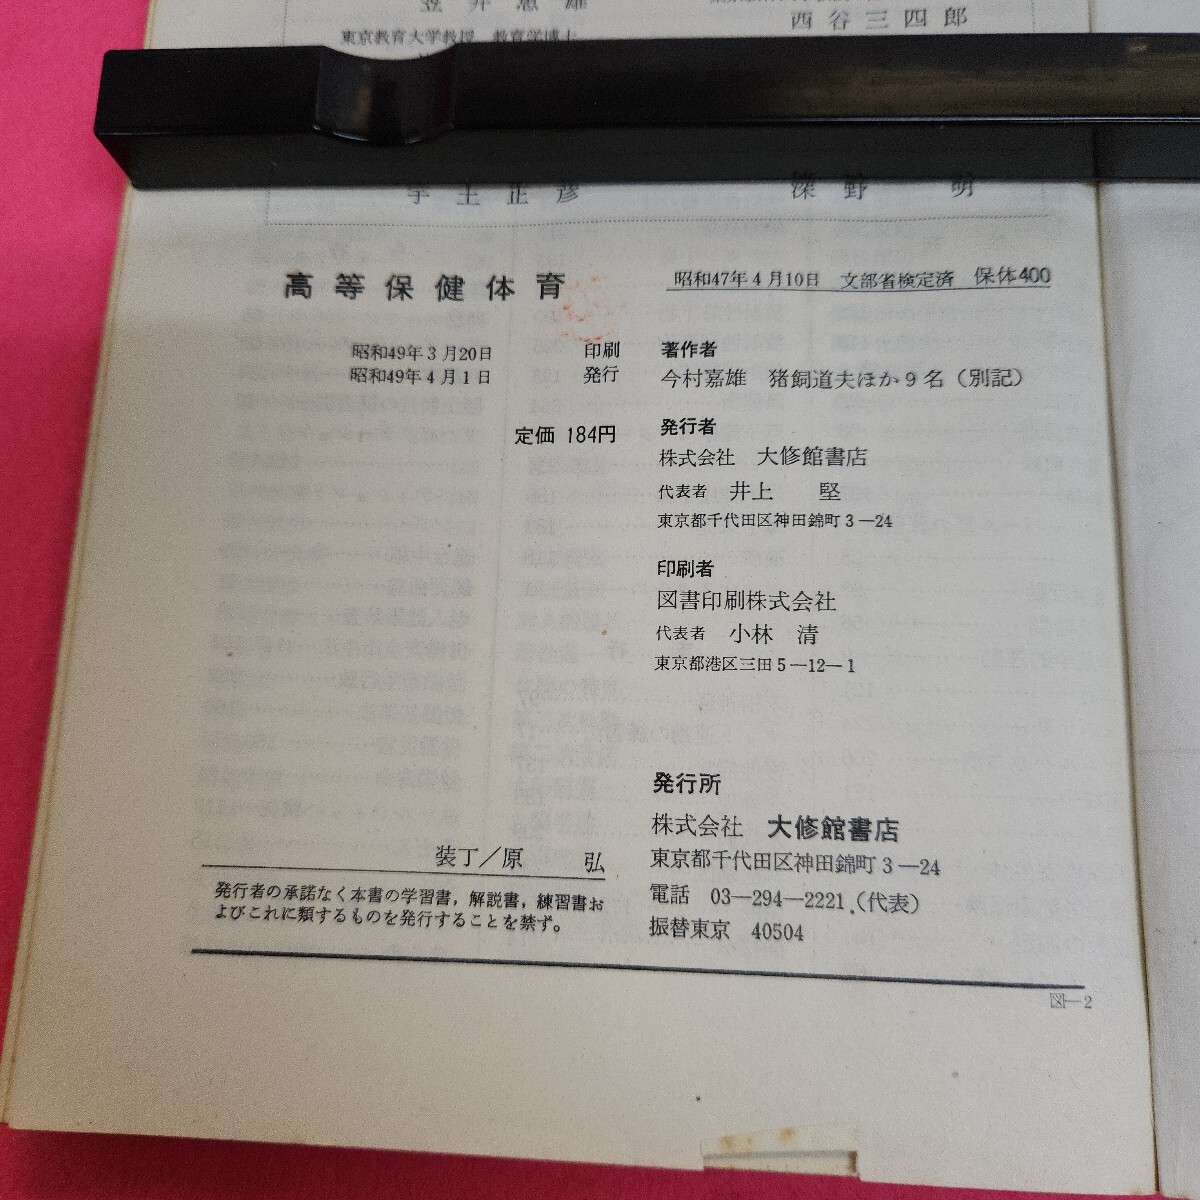 西谷三四郎
東京教育大学教授 教育学博士
宇土正彦
深野 明
高等保健体育
昭和47年4月10日 文部省検定済 保体400
昭和49年3月20日 印刷
昭和49年4月1日 発行
定価 184円
著作者
今村嘉雄 猪飼道夫ほか9名(別記)
発行者
株式会社 大修館書店
代表者 井上 堅
東京都千代田区神田錦町3―24
印刷者
図書印刷株式会社
代表者 小林 清
東京都港区三田5―12―1
発行所
株式会社 大修館書店
東京都千代田区神田錦町3―24
電話 03―294―2221(代表)
振替東京 40504
装丁/原 弘
発行者の承諾なく本書の学習書,解説書,練習書お
よびこれに類するものを発行することを禁ず。
図―2